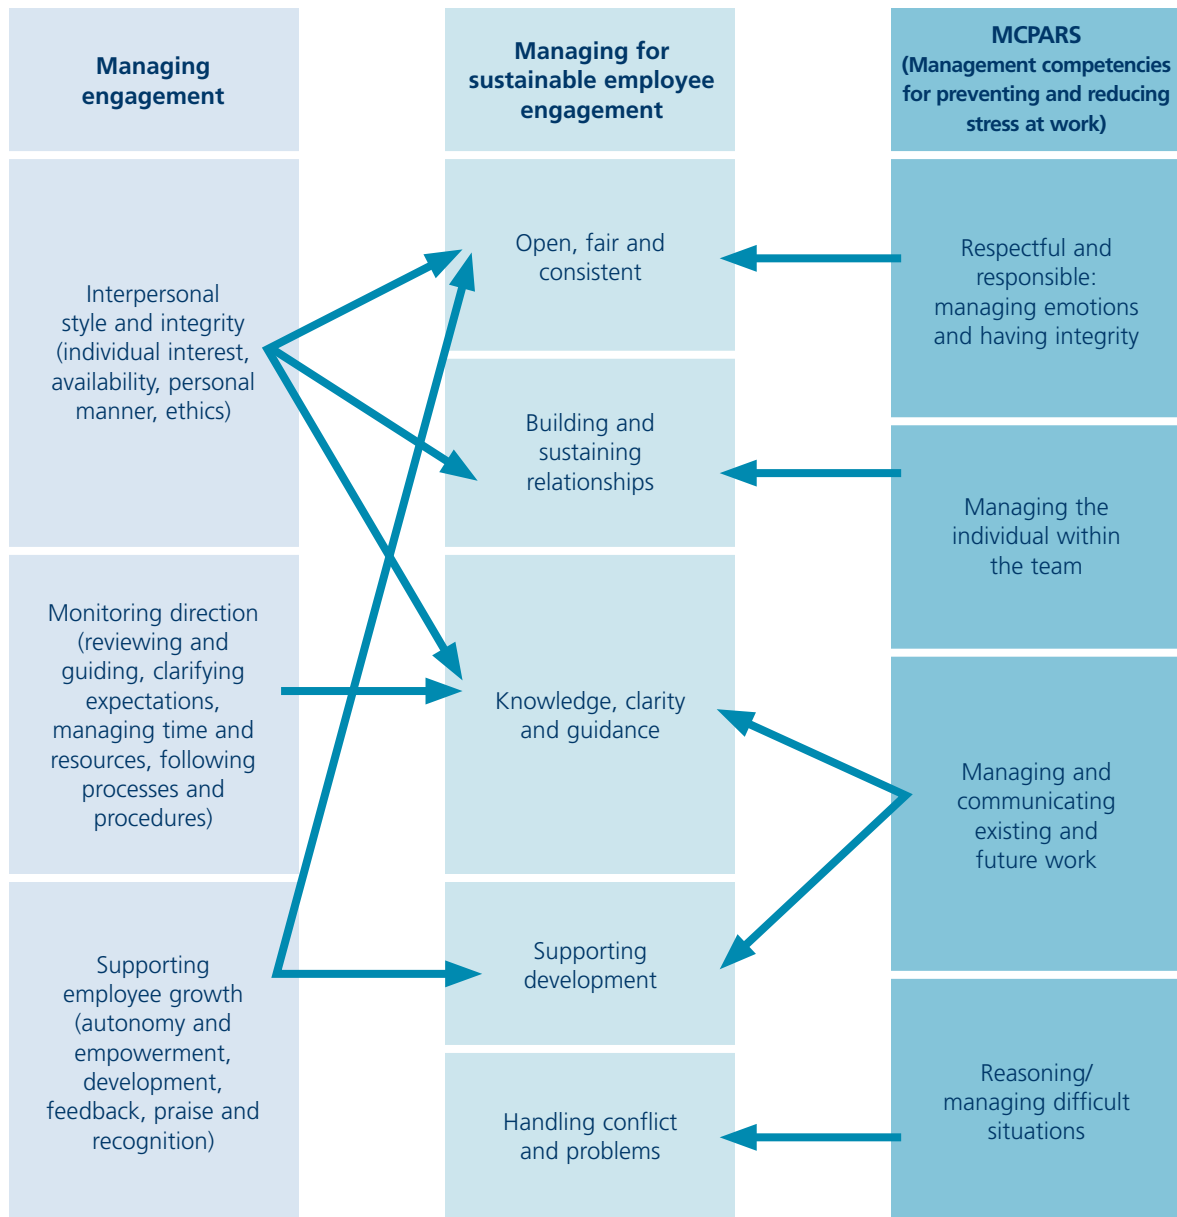 Managing
engagement
Interpersonal
style and integrity
(individual interest,
availability, personal
manner, ethics)
Monitoring direction
(reviewing and
guiding, clarifying
expectations,
managing time and
resources, following
processes and
procedures)
Supporting
employee growth
(autonomy and
empowerment,
development,
feedback, praise and
recognition)
Managing for
sustainable employee
engagement
Open, fair and
consistent
Building and
sustaining
relationships
Knowledge, clarity
and guidance
Supporting
development
Handling conflict
and problems
MCPARS
(Management competencies
for preventing and reducing
stress at work)
Respectful and
responsible:
managing emotions
and having integrity
Managing the
individual within
the team
Managing and
communicating
existing and
future work
Reasoning/
managing difficult
situations